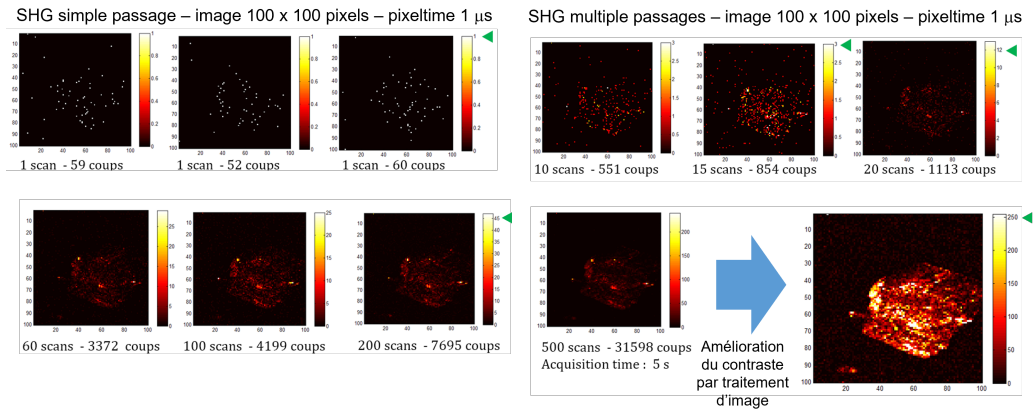 SHG simple passage – image 100 x 100 pixels – pixeltime 1 μs
1 scan - 59 coups
1 scan - 52 coups
1 scan - 60 coups
SHG multiple passages – image 100 x 100 pixels – pixeltime 1 μs
10 scans - 551 coups
15 scans - 854 coups
20 scans - 1113 coups
60 scans - 3372 coups
100 scans - 4199 coups
200 scans - 7695 coups
500 scans - 31598 coups
Acquisition time : 5 s
Amélioration
du contraste
par traitement
d'image